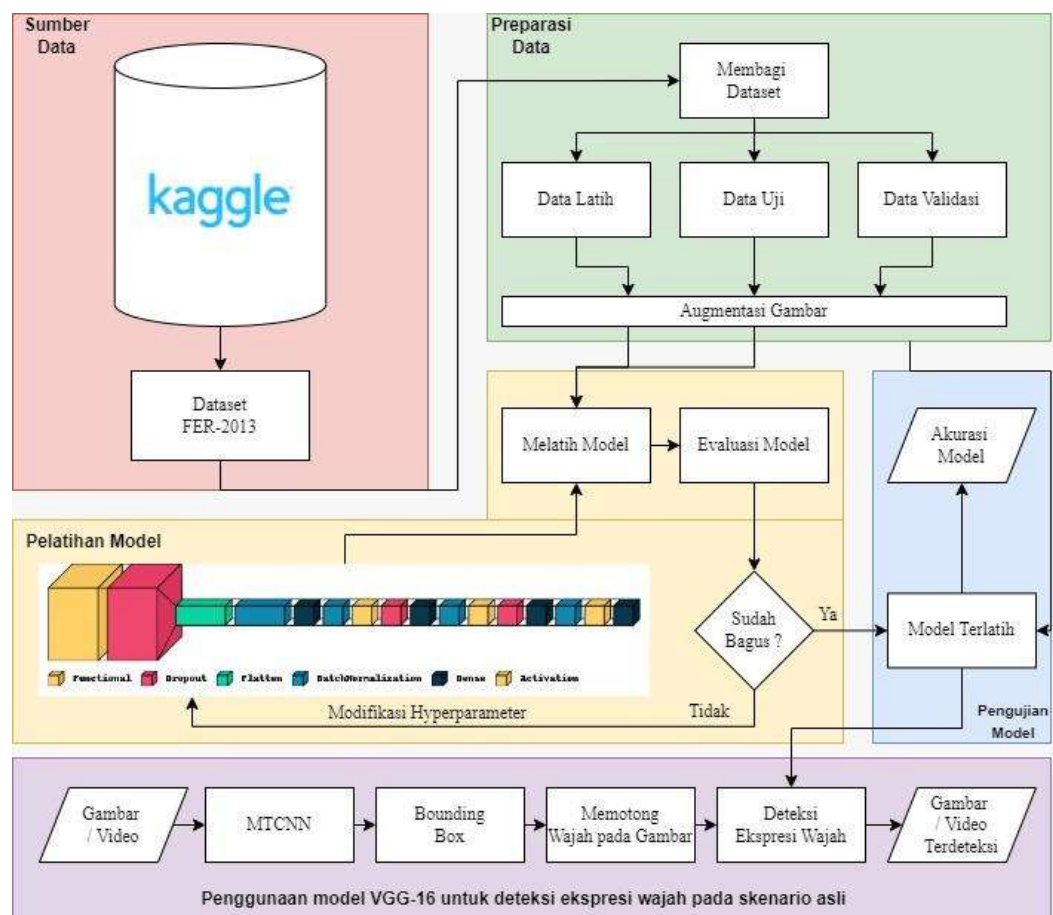 Sumber
Data
kaggle
Dataset
FER-2013
Preparasi
Data
Membagi
Dataset
Data Latih
Data Uji
Data Validasi
Augmentasi Gambar
Melatih Model
Evaluasi Model
Akurasi
Model
Pelatihan Model
Functional
Dropout
Flatten
BatchNormalization
Dense
Activation
Modifikasi Hyperparameter
Tidak
Sudah
Bagus ?
Ya
Model Terlatih
Pengujian
Model
Gambar
/ Video
MTCNN
Bounding
Box
Memotong
Wajah pada Gambar
Deteksi
Ekspresi Wajah
Gambar
/ Video
Terdeteksi
Penggunaan model VGG-16 untuk deteksi ekspresi wajah pada skenario asli